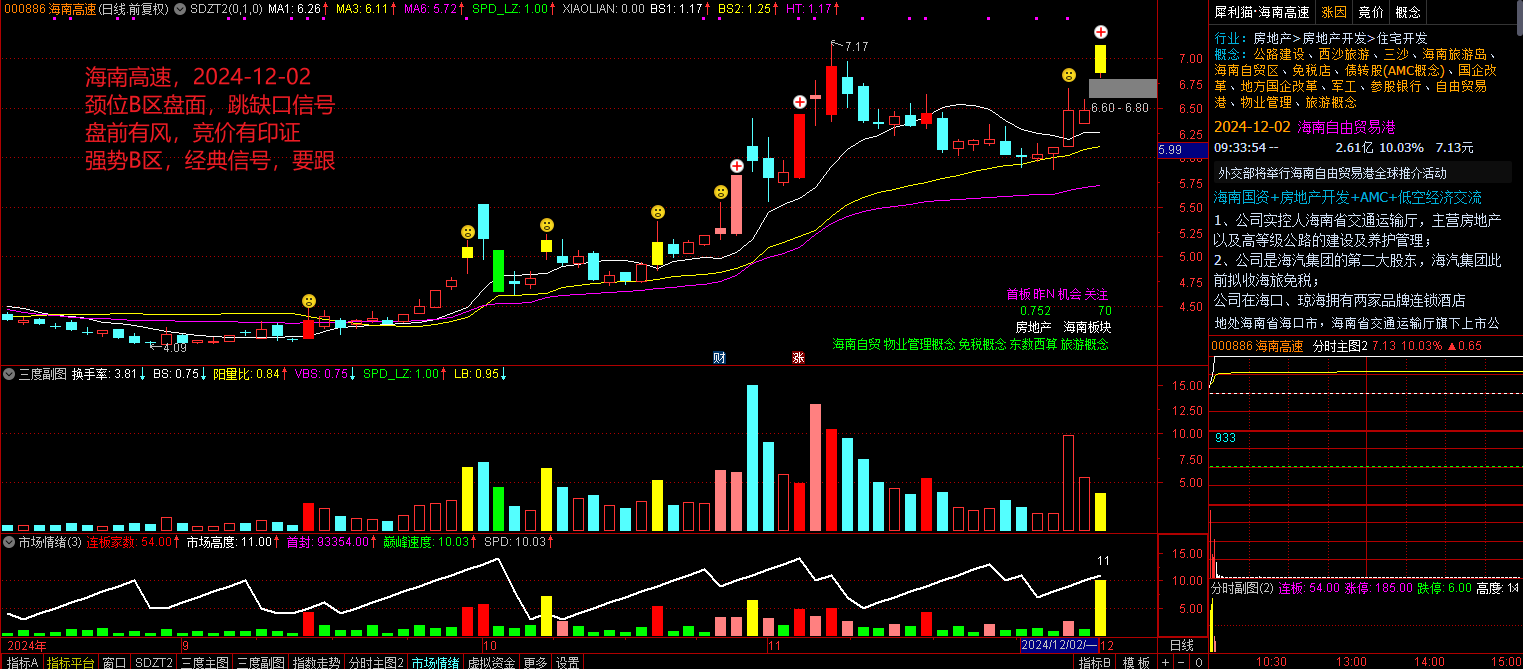 000886 海南高速(日线.前复权) SDZT2(0,1,0) MA1: 6.26↑ MA3: 6.11↑ MA6: 5.72↑ SPD_LZ: 1.00↑ XIAOLIAN: 0.00 BS1: 1.17↑ BS2: 1.25↑ HT: 1.17↑
海南高速，2024-12-02
颈位B区盘面，跳缺口信号
盘前有风，竞价有印证
强势B区，经典信号，要跟
7.17
6.60 - 6.80
4.09
7.00
6.75
6.50
6.25
5.99
5.75
5.50
5.25
5.00
4.75
4.50
首板 昨N 机会 关注
0.752 70
房地产 海南板块
海南自贸 物业管理概念 免税概念 东数西算 旅游概念
财
涨
三度副图 换手率: 3.81↓ BS: 0.75↓ 阳量比: 0.84↑ VBS: 0.75↓ SPD_LZ: 1.00↑ LB: 0.95↓
15.00
12.50
10.00
7.50
5.00
市场情绪(3) 连板家数: 54.00↑ 市场高度: 11.00↑ 首封: 93354.00↑ 巅峰速度: 10.03↑ SPD: 10.03↑
11
15.00
10.00
5.00
2024年 9 10 11 2024/12/02/一 12 日线
指标A 指标平台 窗口 SDZT2 三度主图 三度副图 指数走势 分时主图2 市场情绪 虚拟资金 更多 设置 指标B 模板 + - 0
犀利猫·海南高速 涨因 竞价 概念
行业: 房地产>房地产开发>住宅开发
概念: 公路建设、西沙旅游、三沙、海南旅游岛、
海南自贸区、免税店、债转股(AMC概念)、国企改
革、地方国企改革、军工、参股银行、自由贸易
港、物业管理、旅游概念
2024-12-02 海南自由贸易港
09:33:54 -- 2.61亿 10.03% 7.13元
外交部将举行海南自由贸易港全球推介活动
海南国资+房地产开发+AMC+低空经济交流
1、公司实控人海南省交通运输厅，主营房地产
以及高等级公路的建设及养护管理；
2、公司是海汽集团的第二大股东，海汽集团此
前拟收海旅免税；
公司在海口、琼海拥有两家品牌连锁酒店
地处海南省海口市，海南省交通运输厅旗下上市公
000886 海南高速 分时主图2 7.13 10.03% ▲0.65
933
分时副图(2) 连板: 54.00 涨停: 185.00 跌停: 6.00 高度: 11
10:30 13:00 14:00 15:00